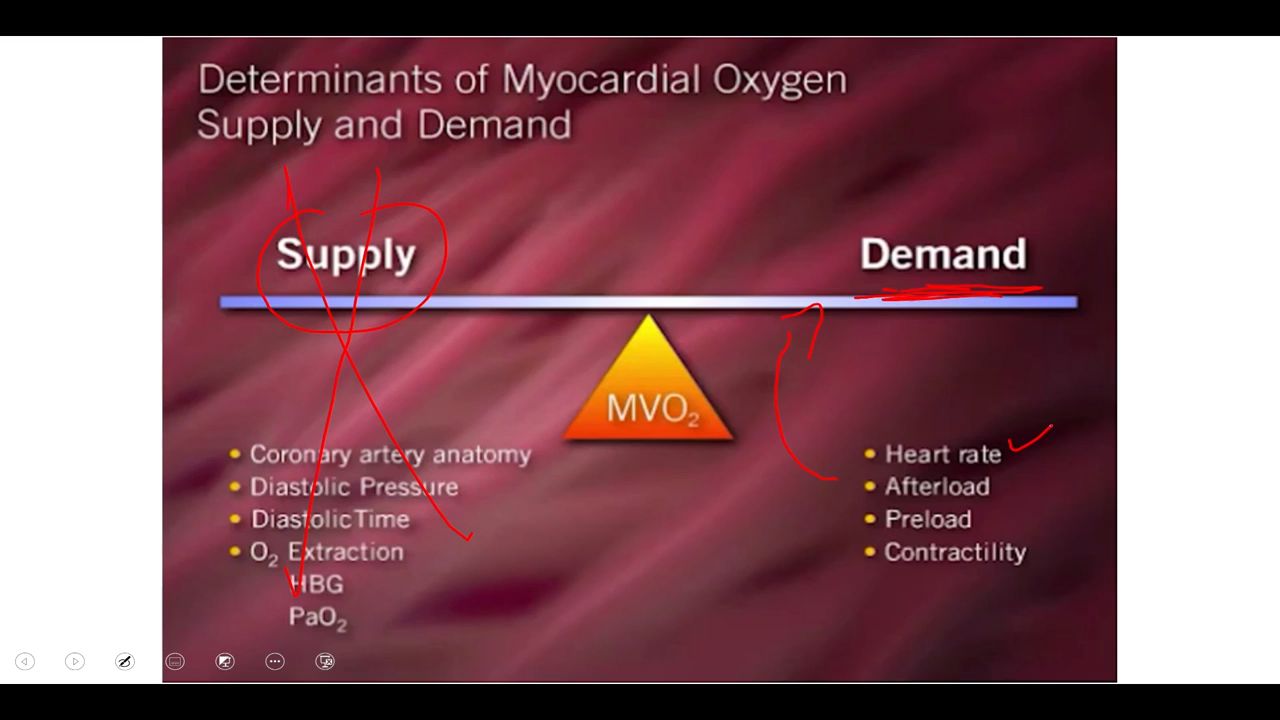 Determinants of Myocardial Oxygen
Supply and Demand
Supply
Demand
MVO₂
• Coronary artery anatomy
• Diastolic Pressure
• Diastolic Time
• O₂ Extraction
HBG
PaO₂
• Heart rate
• Afterload
• Preload
• Contractility